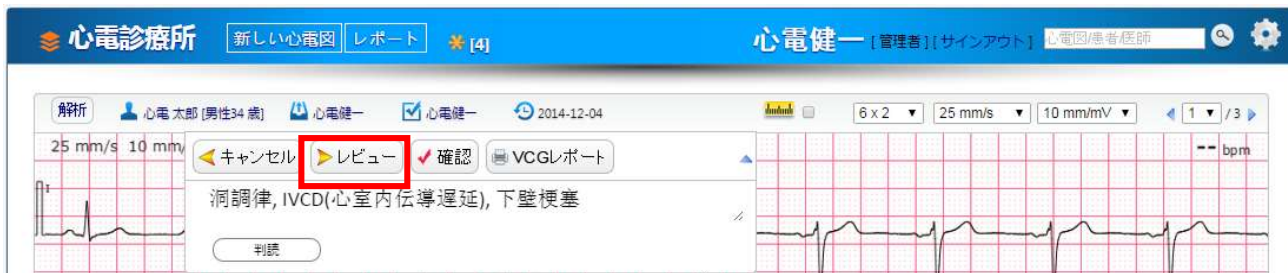 心電診療所 新しい心電図 レポート [4] 心電健一 [管理者] [サインアウト] 心電図/患者/医師
解析 心電 太郎 [男性34 歳] 心電健一 心電健一 2014-12-04 6 x 2 25 mm/s 10 mm/mV 1 / 3
25 mm/s 10 mm/ キャンセル レビュー 確認 VCGレポート -- bpm
I 洞調律, IVCD(心室内伝導遅延), 下壁梗塞
判読